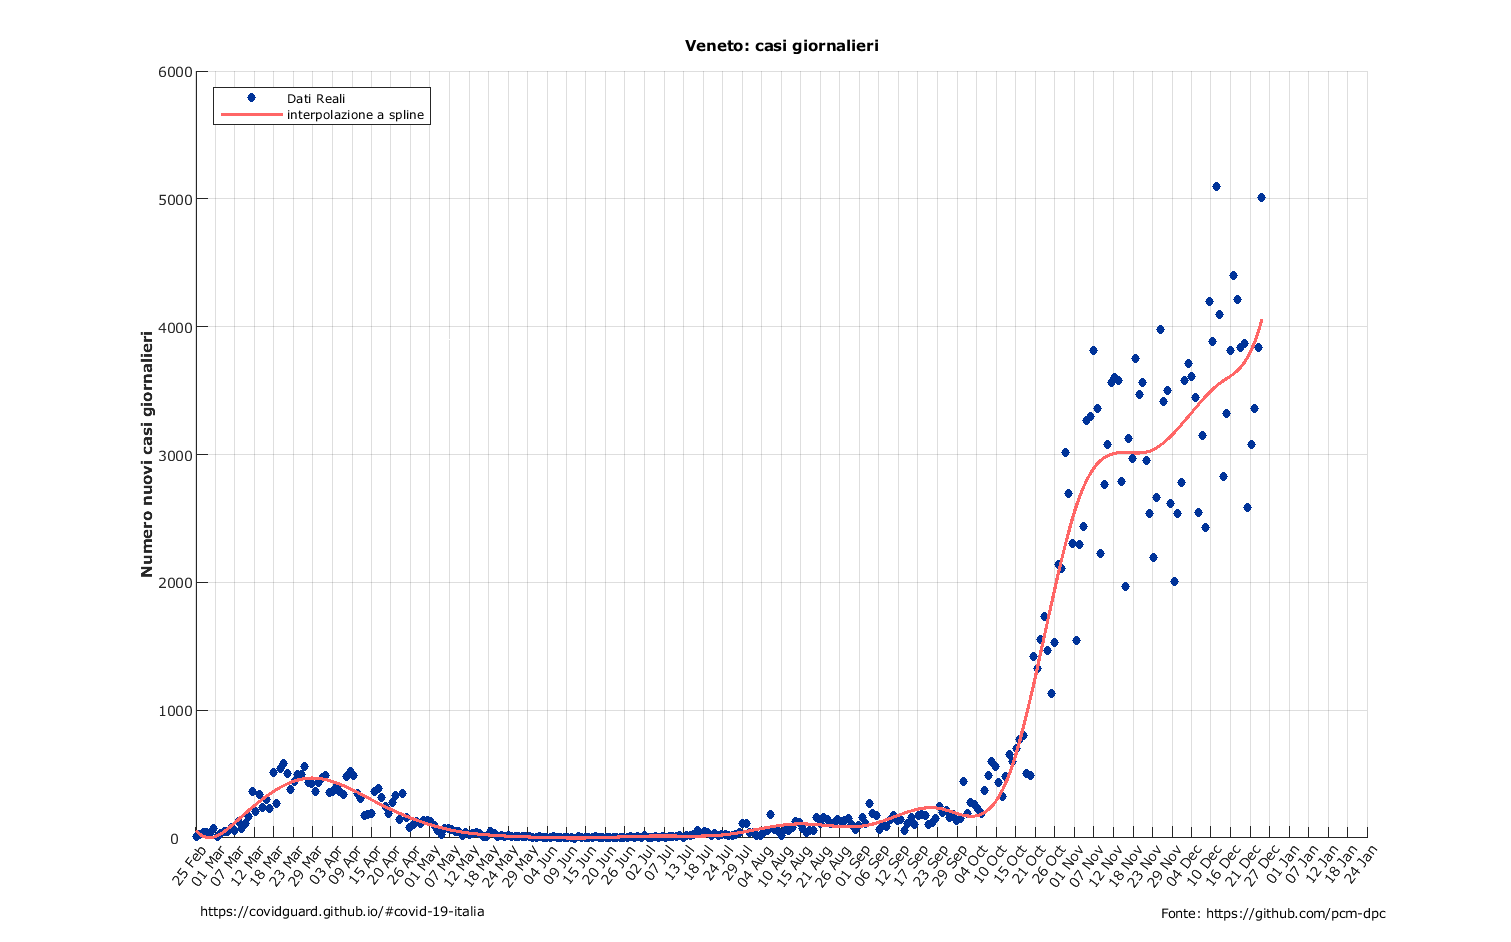 Veneto: casi giornalieri
Dati Reali
interpolazione a spline
Numero nuovi casi giornalieri
6000
5000
4000
3000
2000
1000
0
25 Feb
01 Mar
07 Mar
12 Mar
18 Mar
23 Mar
29 Mar
03 Apr
09 Apr
15 Apr
20 Apr
26 Apr
01 May
07 May
12 May
18 May
24 May
29 May
04 Jun
09 Jun
15 Jun
20 Jun
26 Jun
02 Jul
07 Jul
13 Jul
18 Jul
24 Jul
29 Jul
04 Aug
10 Aug
15 Aug
21 Aug
26 Aug
01 Sep
06 Sep
12 Sep
17 Sep
23 Sep
29 Oct
04 Oct
10 Oct
15 Oct
21 Oct
26 Oct
01 Nov
07 Nov
12 Nov
18 Nov
23 Nov
29 Nov
04 Dec
10 Dec
16 Dec
21 Dec
27 Dec
01 Jan
07 Jan
12 Jan
18 Jan
24 Jan
https://covidguard.github.io/#covid-19-italia
Fonte: https://github.com/pcm-dpc